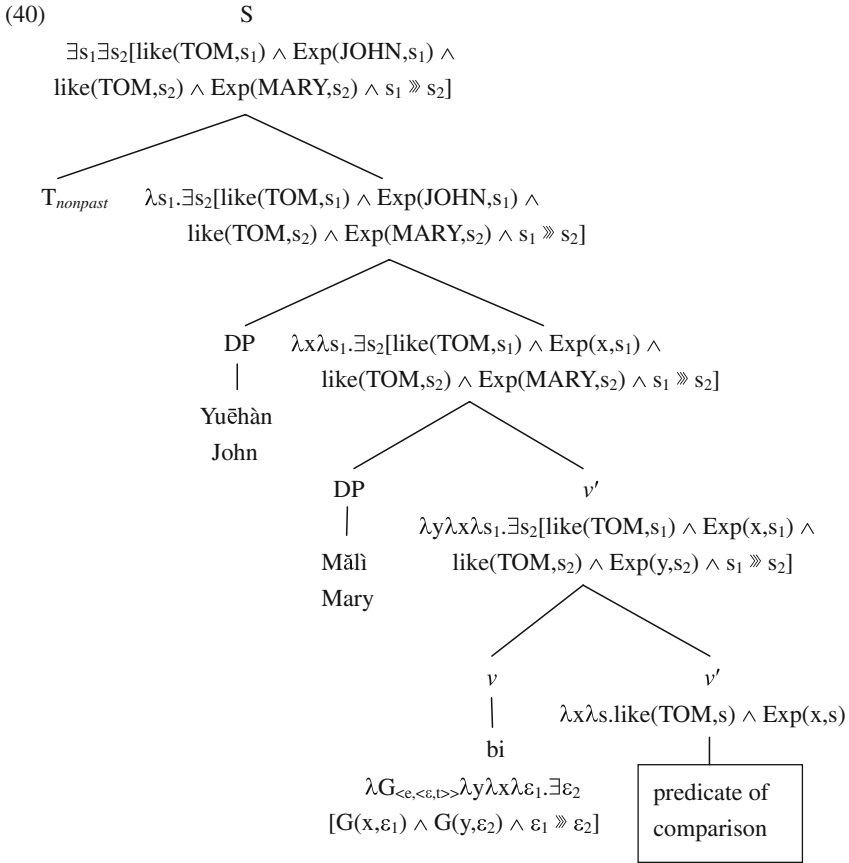 (40) S
∃s₁∃s₂[like(TOM,s₁) ∧ Exp(JOHN,s₁) ∧
like(TOM,s₂) ∧ Exp(MARY,s₂) ∧ s₁ ⋙ s₂]
Tnonpast λs₁.∃s₂[like(TOM,s₁) ∧ Exp(JOHN,s₁) ∧
like(TOM,s₂) ∧ Exp(MARY,s₂) ∧ s₁ ⋙ s₂]
DP λxλs₁.∃s₂[like(TOM,s₁) ∧ Exp(x,s₁) ∧
like(TOM,s₂) ∧ Exp(MARY,s₂) ∧ s₁ ⋙ s₂]
Yuēhàn
John
DP v′
λyλxλs₁.∃s₂[like(TOM,s₁) ∧ Exp(x,s₁) ∧
Mǎlì like(TOM,s₂) ∧ Exp(y,s₂) ∧ s₁ ⋙ s₂]
Mary
v v′
λxλs.like(TOM,s) ∧ Exp(x,s)
bi
λG<e,<ε,t>>λyλxλε₁.∃ε₂
[G(x,ε₁) ∧ G(y,ε₂) ∧ ε₁ ⋙ ε₂]
predicate of
comparison